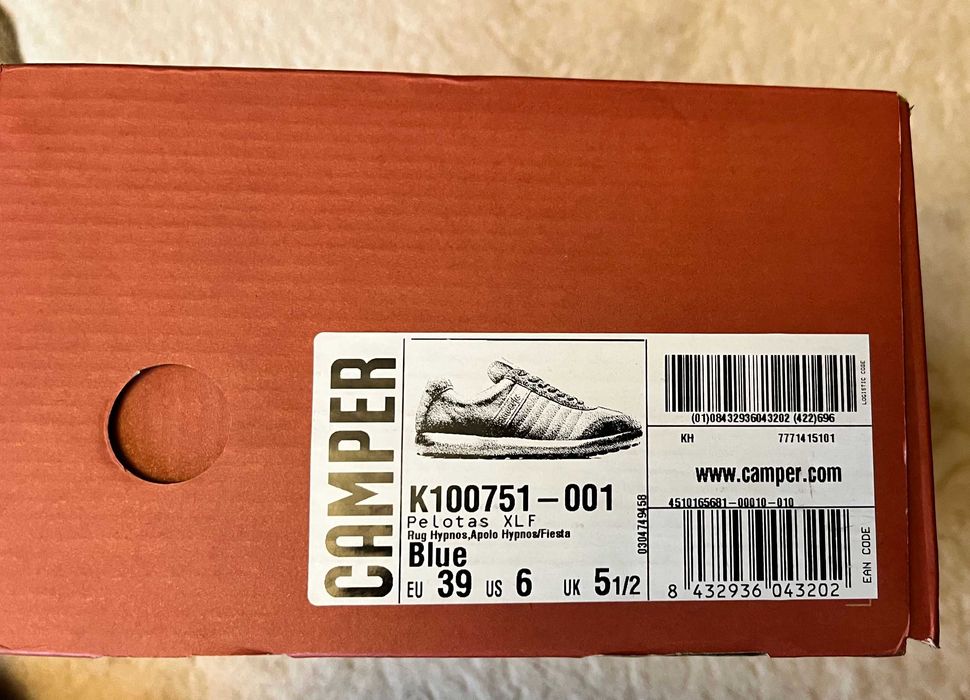 CAMPER
K100751-001
Pelotas XLF
Rug Hypnos,Apolo Hypnos/Fiesta
Blue
EU 39 US 6 UK 5 1/2
0304749458
LOGISTIC CODE
(01)08432936043202 (422)696
KH 7771415101
www.camper.com
4510165681-00010-010
EAN CODE
8 432936 043202